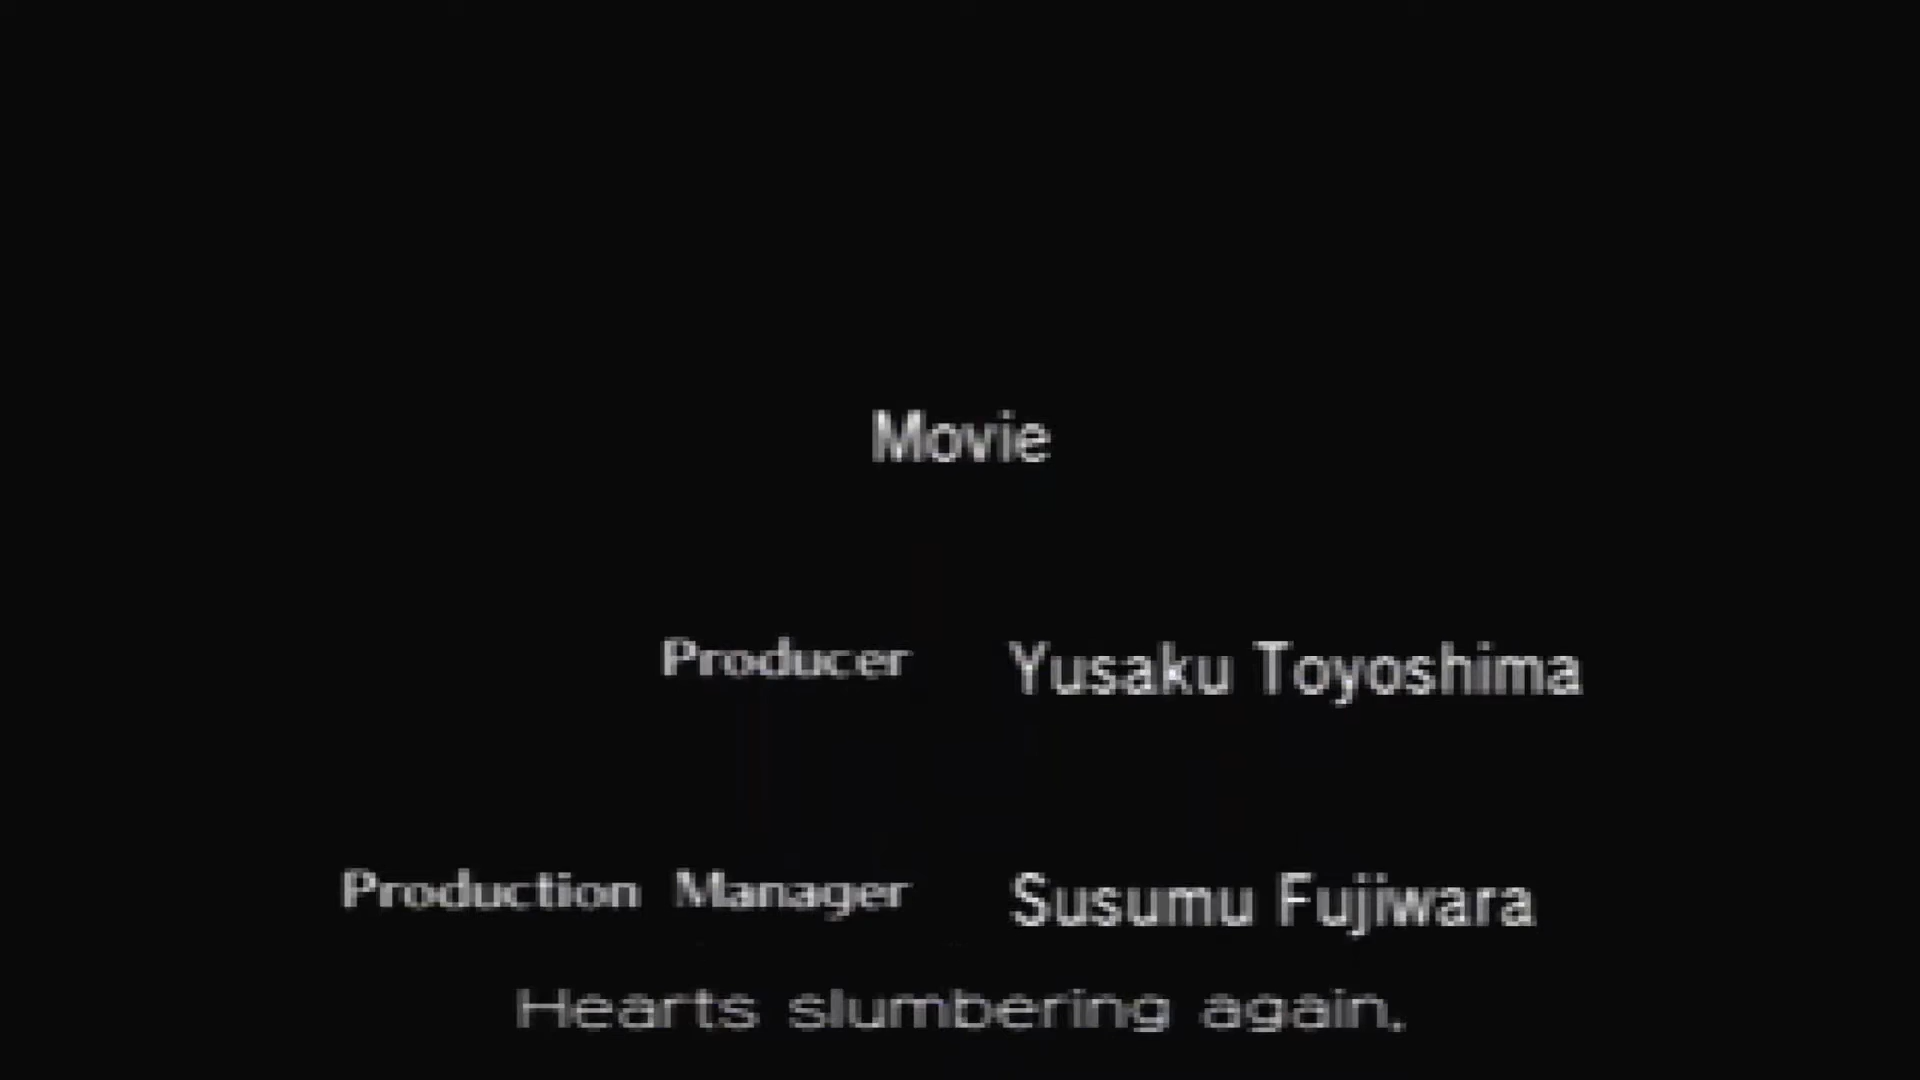 Movie
Producer Yusaku Toyoshima
Production Manager Susumu Fujiwara
Hearts slumbering again,